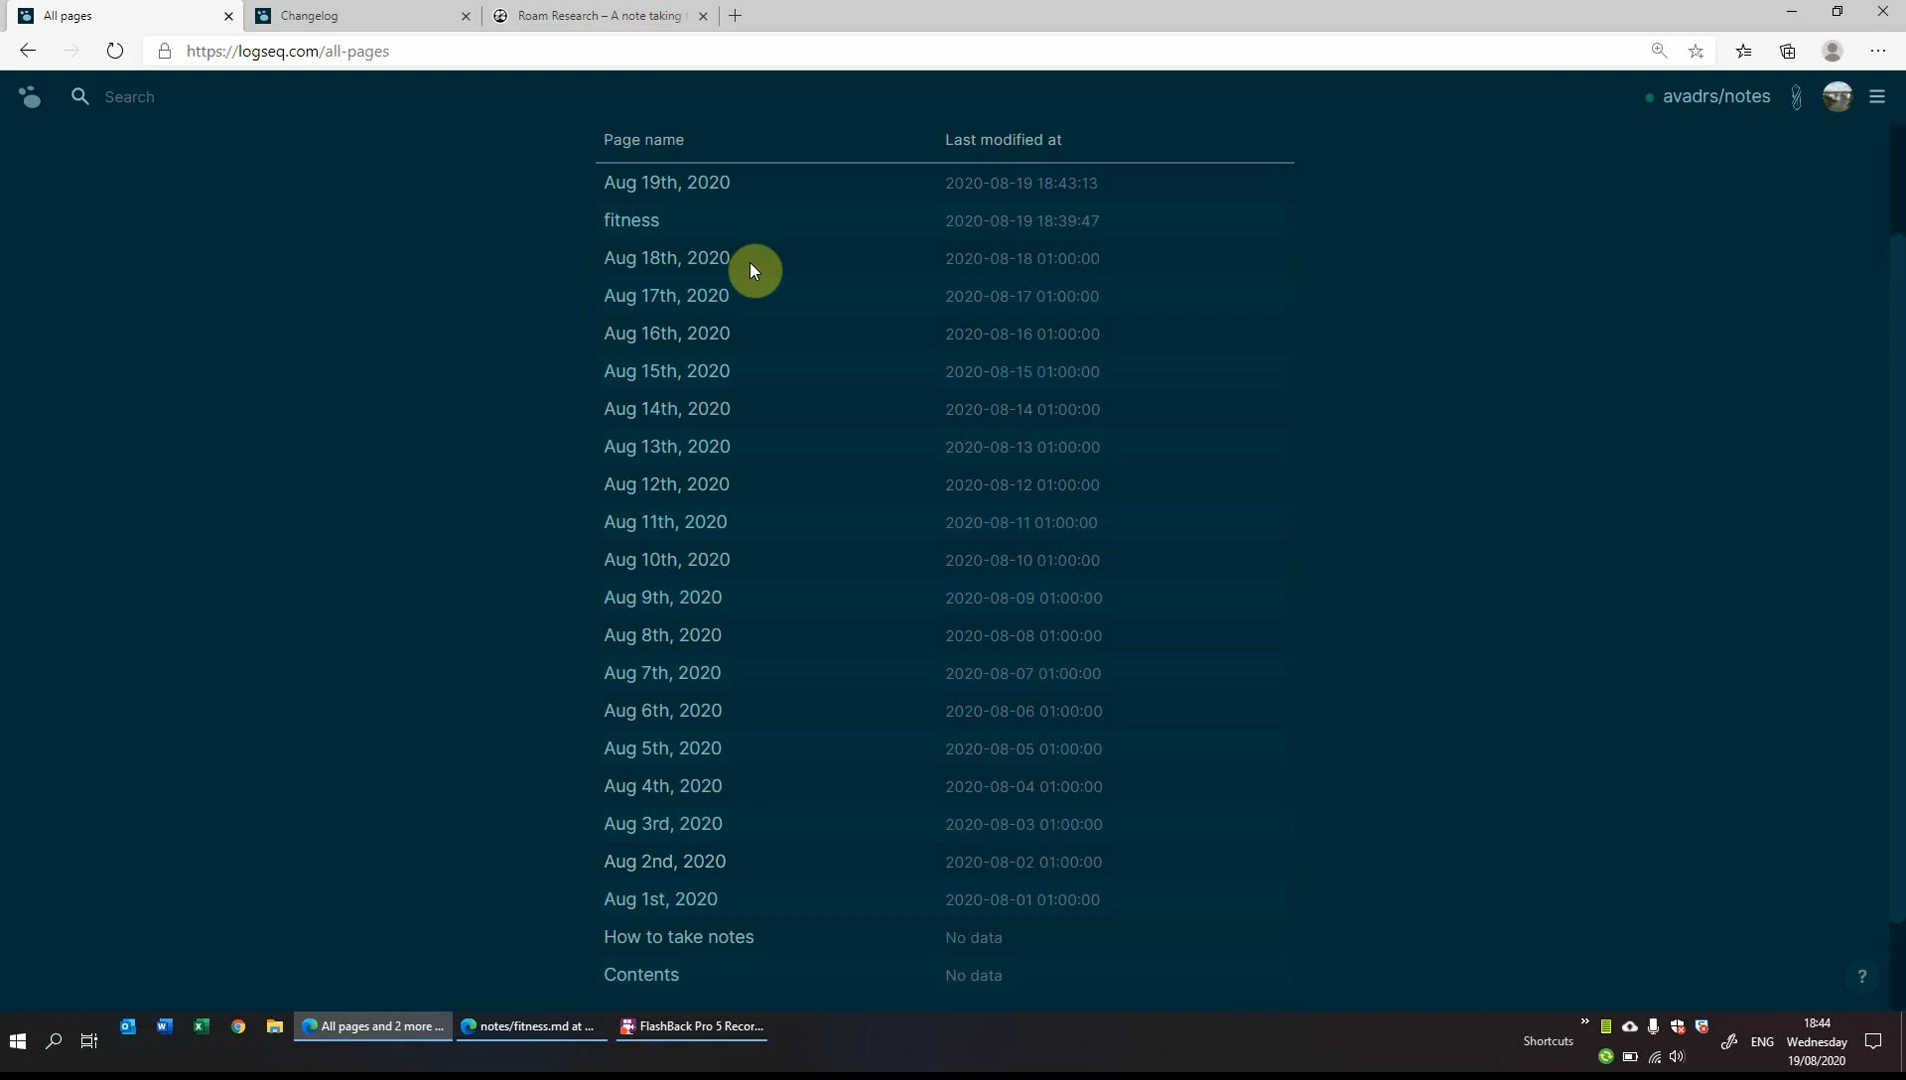 All pages
Changelog
Roam Research – A note taking
https://logseq.com/all-pages
Search
avadrs/notes
Page name Last modified at
Aug 19th, 2020 2020-08-19 18:43:13
fitness 2020-08-19 18:39:47
Aug 18th, 2020 2020-08-18 01:00:00
Aug 17th, 2020 2020-08-17 01:00:00
Aug 16th, 2020 2020-08-16 01:00:00
Aug 15th, 2020 2020-08-15 01:00:00
Aug 14th, 2020 2020-08-14 01:00:00
Aug 13th, 2020 2020-08-13 01:00:00
Aug 12th, 2020 2020-08-12 01:00:00
Aug 11th, 2020 2020-08-11 01:00:00
Aug 10th, 2020 2020-08-10 01:00:00
Aug 9th, 2020 2020-08-09 01:00:00
Aug 8th, 2020 2020-08-08 01:00:00
Aug 7th, 2020 2020-08-07 01:00:00
Aug 6th, 2020 2020-08-06 01:00:00
Aug 5th, 2020 2020-08-05 01:00:00
Aug 4th, 2020 2020-08-04 01:00:00
Aug 3rd, 2020 2020-08-03 01:00:00
Aug 2nd, 2020 2020-08-02 01:00:00
Aug 1st, 2020 2020-08-01 01:00:00
How to take notes No data
Contents No data
?
All pages and 2 more ...
notes/fitness.md at ...
FlashBack Pro 5 Recor...
Shortcuts
ENG
18:44
Wednesday
19/08/2020